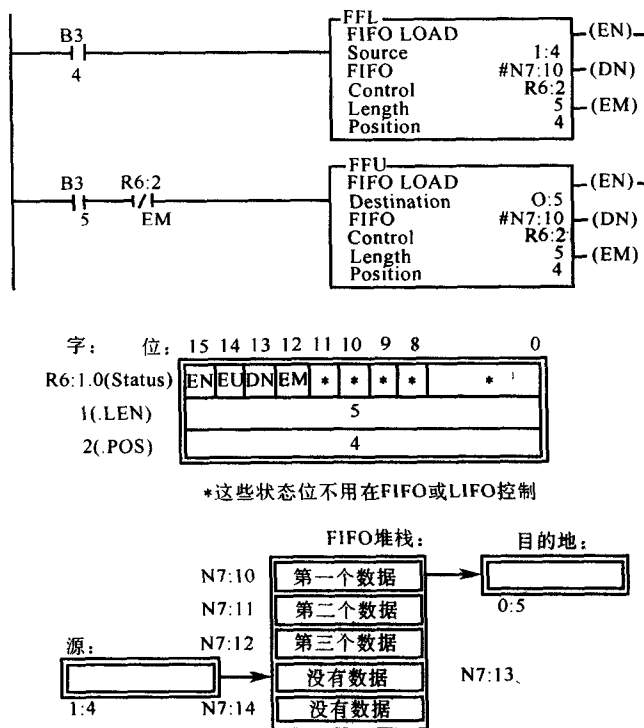 FFL
B3
FIFO LOAD
(EN)
Source 1:4
FIFO #N7:10
(DN)
4
Control R6:2
Length 5
(EM)
Position 4
FFU
B3 R6:2
FIFO LOAD
(EN)
Destination O:5
FIFO #N7:10
(DN)
5 EM
Control R6:2
Length 5
(EM)
Position 4
字: 位: 15 14 13 12 11 10 9 8 0
R6:1.0(Status) EN EU DN EM * * * * *
1(.LEN) 5
2(.POS) 4
*这些状态位不用在FIFO或LIFO控制
FIFO堆栈: 目的地:
N7:10 第一个数据
N7:11 第二个数据 0:5
源: N7:12 第三个数据
没有数据 N7:13、
1:4 N7:14 没有数据